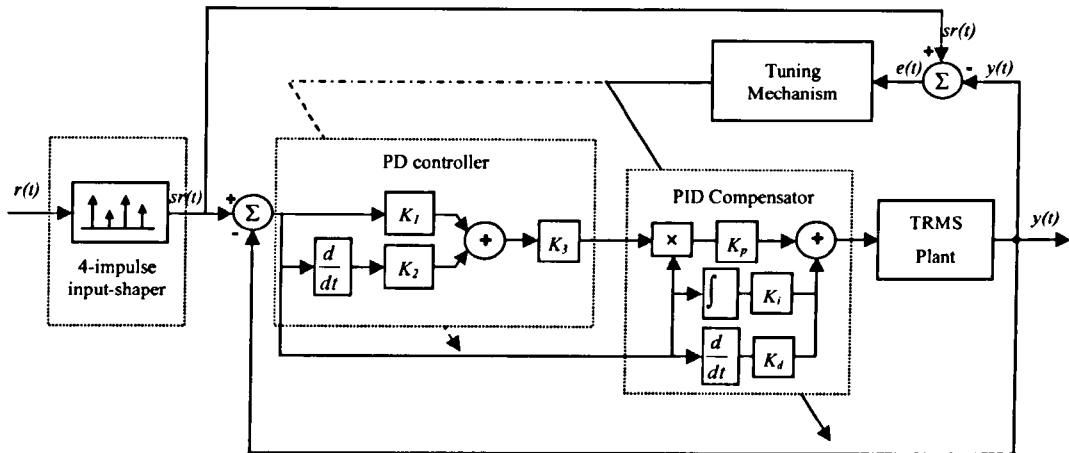 sr(t)
+
Σ
-
e(t)
y(t)
Tuning
Mechanism
PD controller
r(t)
sr(t)
+
Σ
-
4-impulse
input-shaper
K1
d
dt
K2
+
K3
PID Compensator
×
Kp
+
∫
Ki
d
dt
Kd
TRMS
Plant
y(t)